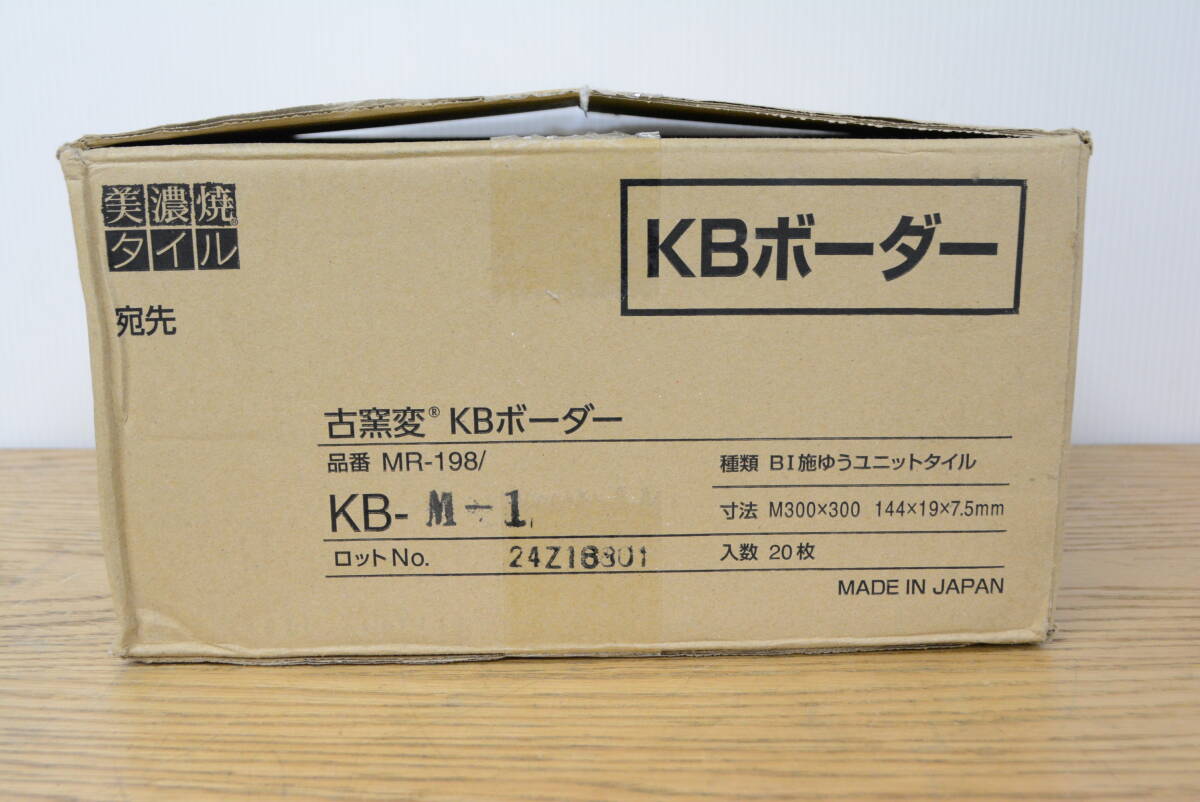 美濃焼®
タイル
KBボーダー
宛先
古窯変® KBボーダー
品番 MR-198/
KB- M-1
ロットNo. 24Z18301
種類 BI施ゆうユニットタイル
寸法 M300×300 144×19×7.5mm
入数 20枚
MADE IN JAPAN